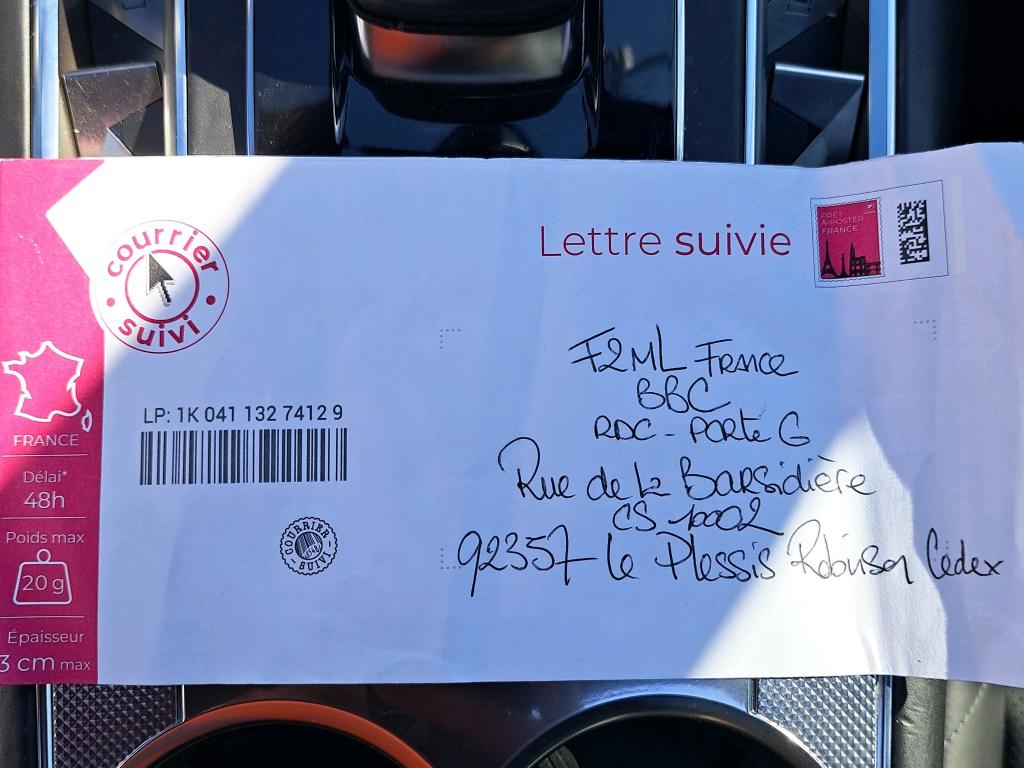 Lettre suivie
PRÊT-
À-POSTER
FRANCE
courrier
suivi
FRANCE
Délai*
48h
Poids max
20 g
Épaisseur
3 cm max
LP: 1K 041 132 7412 9
COURRIER
SUIVI
F2ML France
BBC
RDC - PORTE G
Rue de la Barsidière
CS 10002
92357 Le Plessis Robinson Cedex